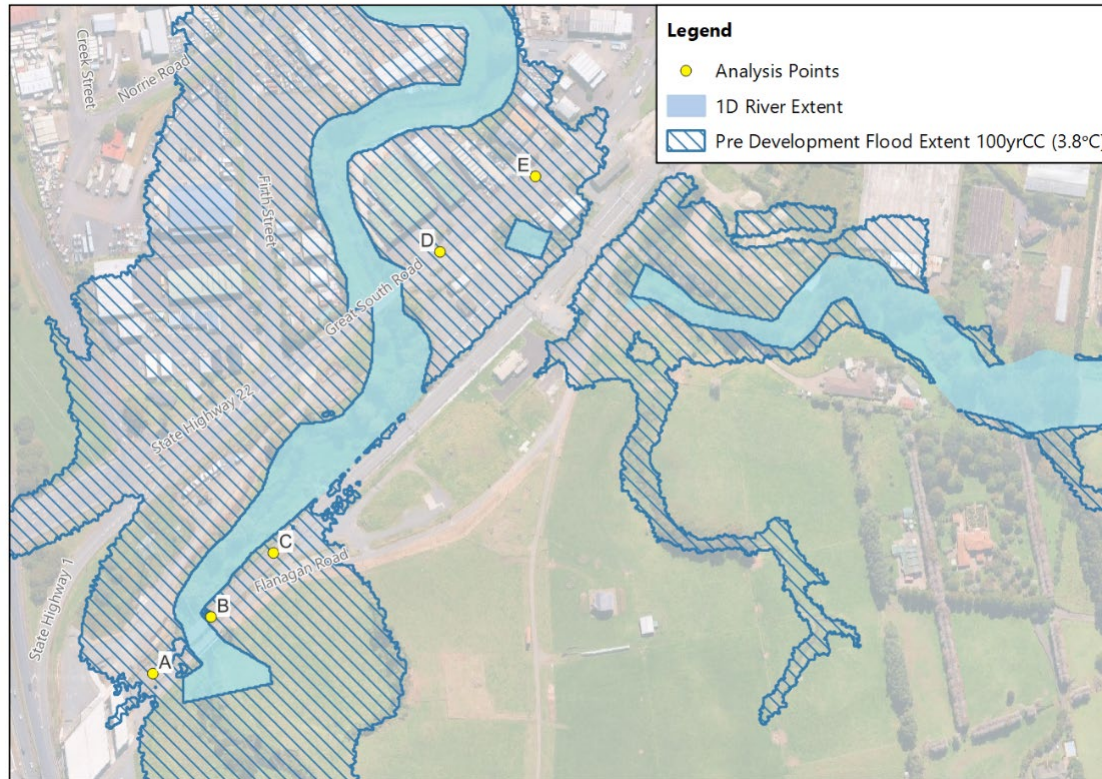 Legend
Analysis Points
1D River Extent
Pre Development Flood Extent 100yrCC (3.8°C)
Creek Street
Norrie Road
Firth Street
E
D
Great South Road
State Highway 22
C
Flanagan Road
B
State Highway 1
A